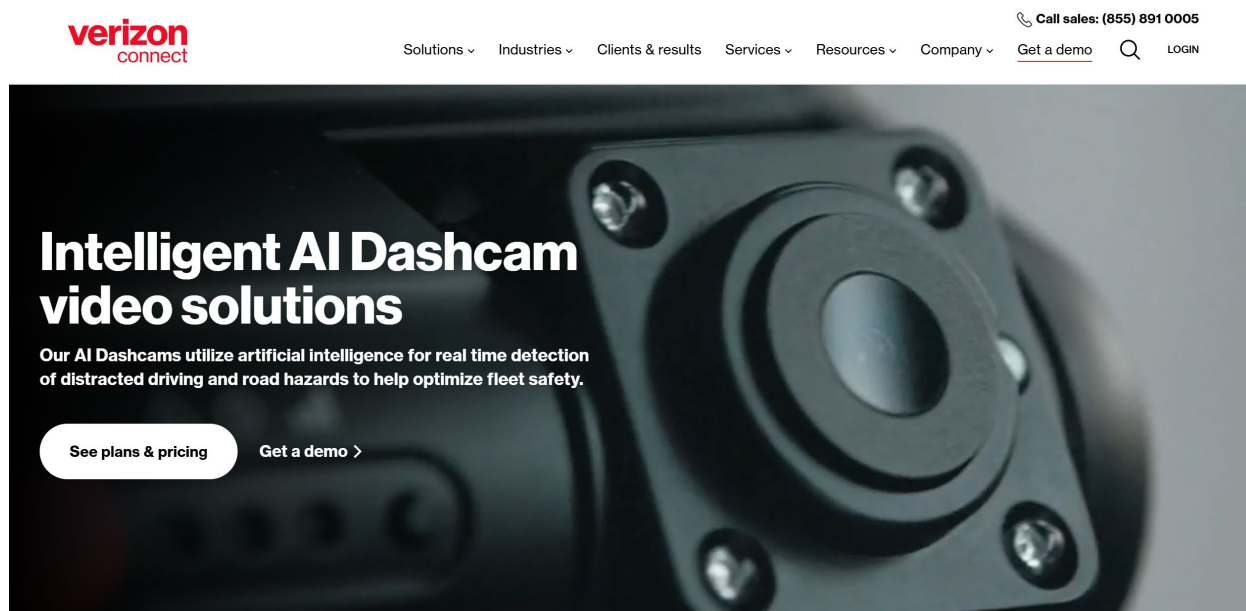 Call sales: (855) 891 0005
verizon
connect
Solutions
Industries
Clients & results
Services
Resources
Company
Get a demo
LOGIN
Intelligent AI Dashcam
video solutions
Our AI Dashcams utilize artificial intelligence for real time detection
of distracted driving and road hazards to help optimize fleet safety.
See plans & pricing
Get a demo